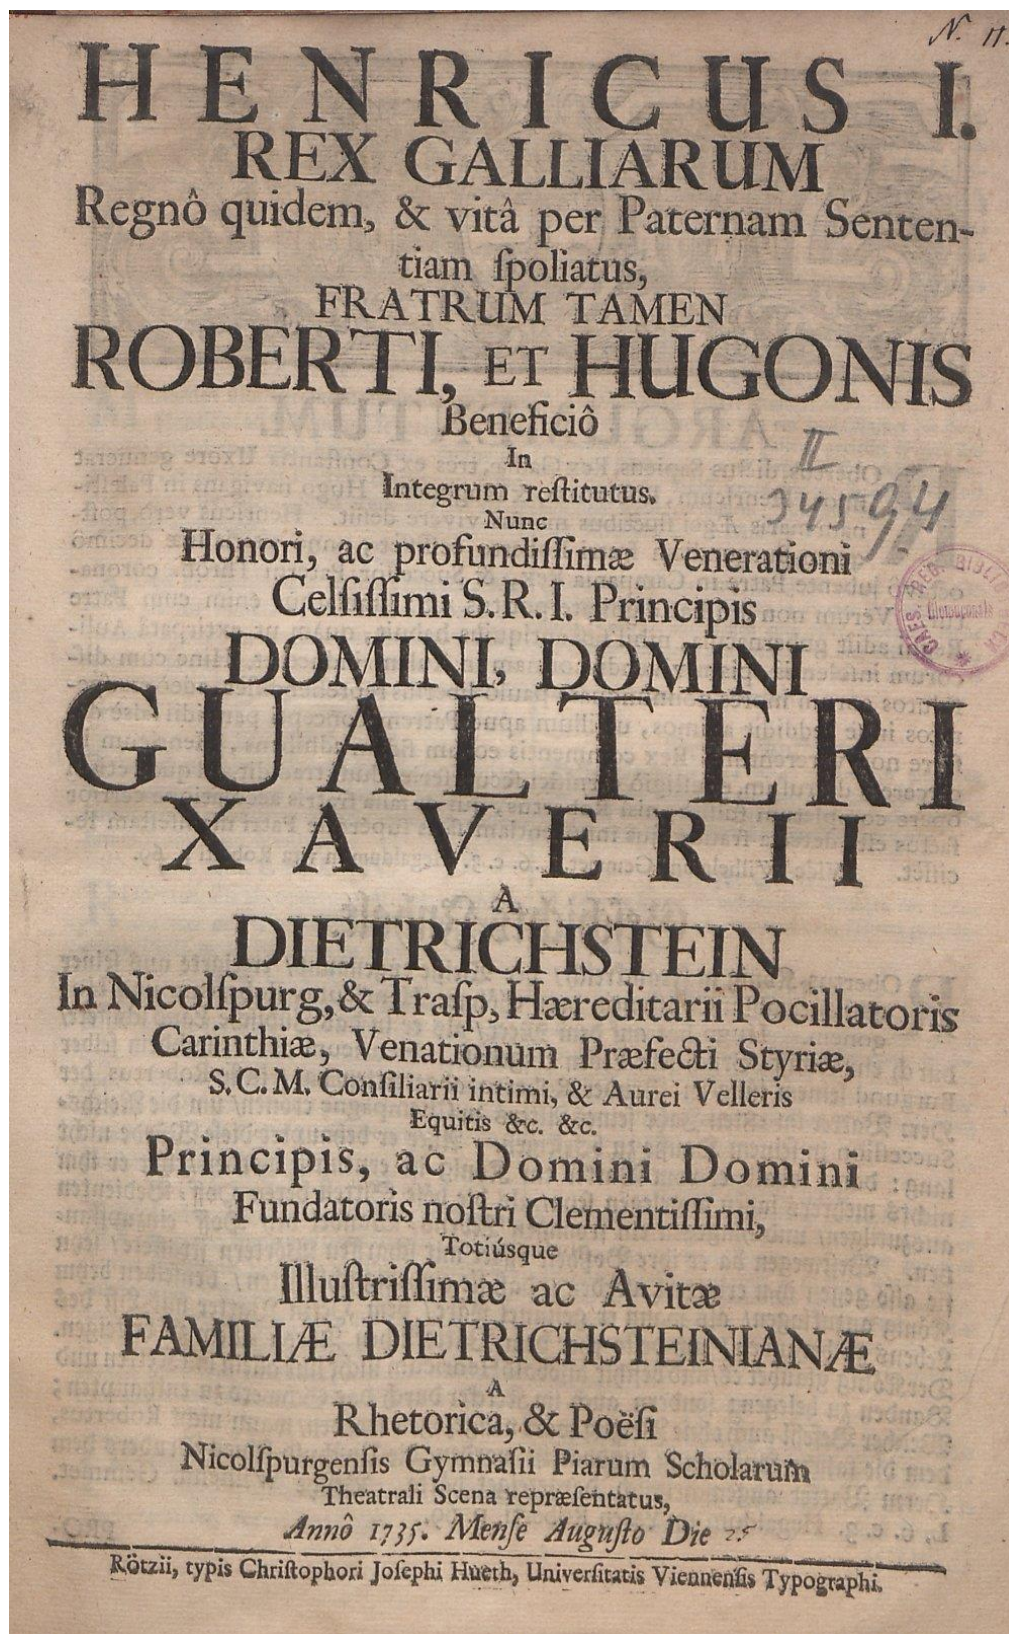 N. 11.
HENRICUS I.
REX GALLIARUM
Regnô quidem, & vitâ per Paternam Senten-
tiam ſpoliatus,
FRATRUM TAMEN
ROBERTI, ET HUGONIS
Beneficiô
In
Integrum reſtitutus.
Nunc
II
34594
Honori, ac profundiſſimæ Venerationi
Celſiſſimi S. R. I. Principis
DOMINI, DOMINI
GUALTERI
XAVERII
A
DIETRICHSTEIN
In Nicolſpurg, & Traſp, Hæreditarii Pocillatoris
Carinthiæ, Venationum Præfecti Styriæ,
S. C. M. Conſiliarii intimi, & Aurei Velleris
Equitis &c. &c.
Principis, ac Domini Domini
Fundatoris noſtri Clementiſſimi,
Totiúsque
Illuſtriſſimæ ac Avitæ
FAMILIÆ DIETRICHSTEINIANÆ
A
Rhetorica, & Poëſi
Nicolſpurgenſis Gymnaſii Piarum Scholarum
Theatrali Scena repræſentatus,
Annô 1735. Menſe Auguſto Die 25
Rötzii, typis Chriſtophori Joſephi Hueth, Univerſitatis Viennenſis Typographi.